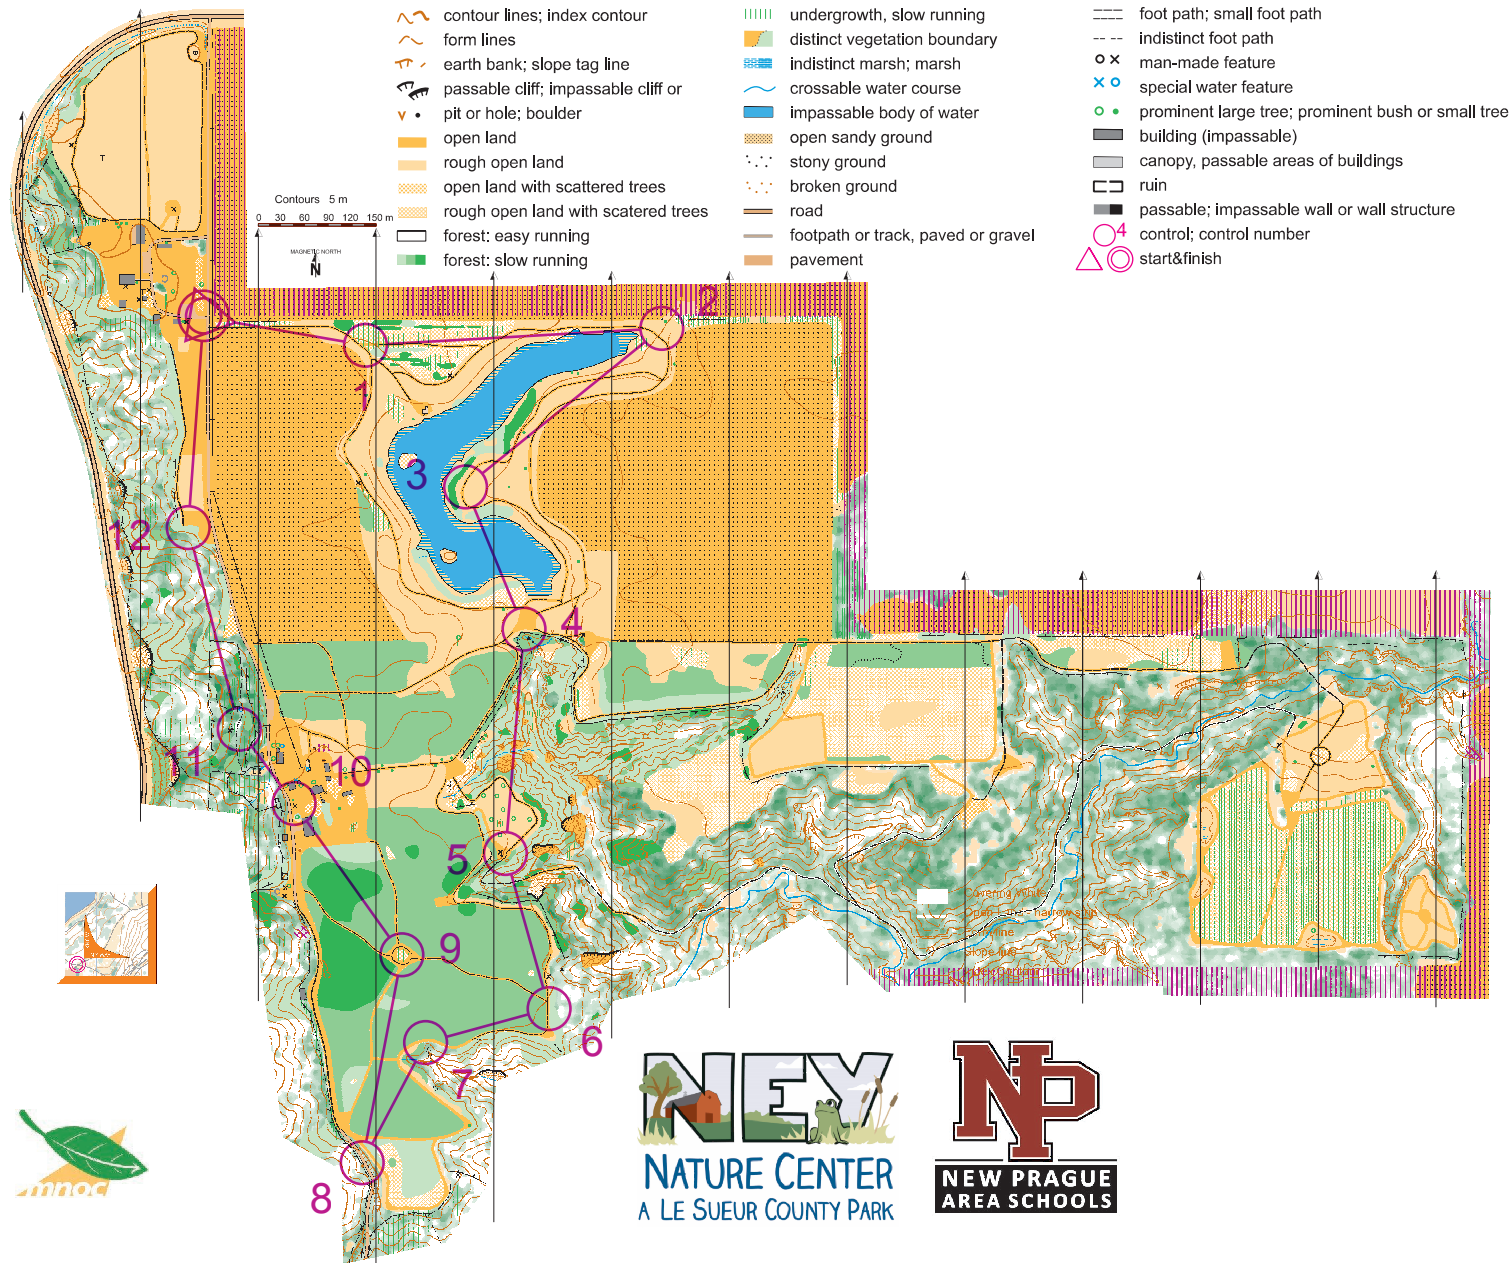 contour lines; index contour
form lines
earth bank; slope tag line
passable cliff; impassable cliff or
pit or hole; boulder
open land
rough open land
open land with scattered trees
rough open land with scatered trees
forest: easy running
forest: slow running
undergrowth, slow running
distinct vegetation boundary
indistinct marsh; marsh
crossable water course
impassable body of water
open sandy ground
stony ground
broken ground
road
footpath or track, paved or gravel
pavement
foot path; small foot path
indistinct foot path
man-made feature
special water feature
prominent large tree; prominent bush or small tree
building (impassable)
canopy, passable areas of buildings
ruin
passable; impassable wall or wall structure
4
control; control number
start&finish
Contours 5 m
0 30 60 90 120 150 m
MAGNETIC NORTH
N
1
2
3
4
5
6
7
8
9
10
11
12
Covering White
mnoc
NEY
NATURE CENTER
A LE SUEUR COUNTY PARK
NP
NEW PRAGUE
AREA SCHOOLS